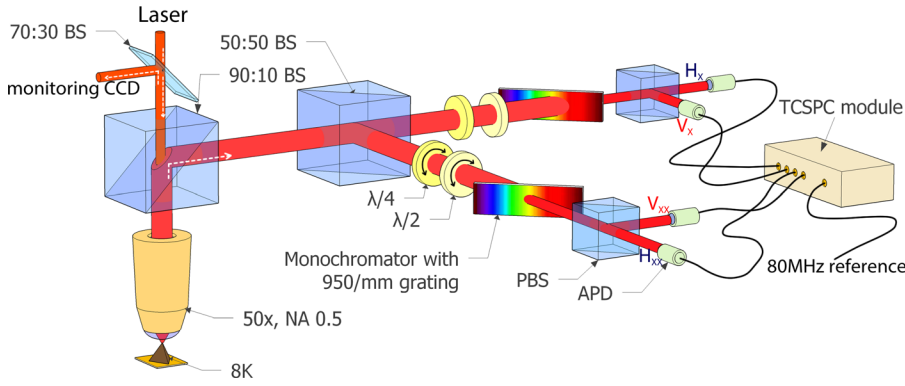 Laser
70:30 BS
50:50 BS
monitoring CCD
90:10 BS
Hx
Vx
TCSPC module
λ/4
λ/2
Vxx
Hxx
Monochromator with
950/mm grating
PBS
APD
80MHz reference
50x, NA 0.5
8K